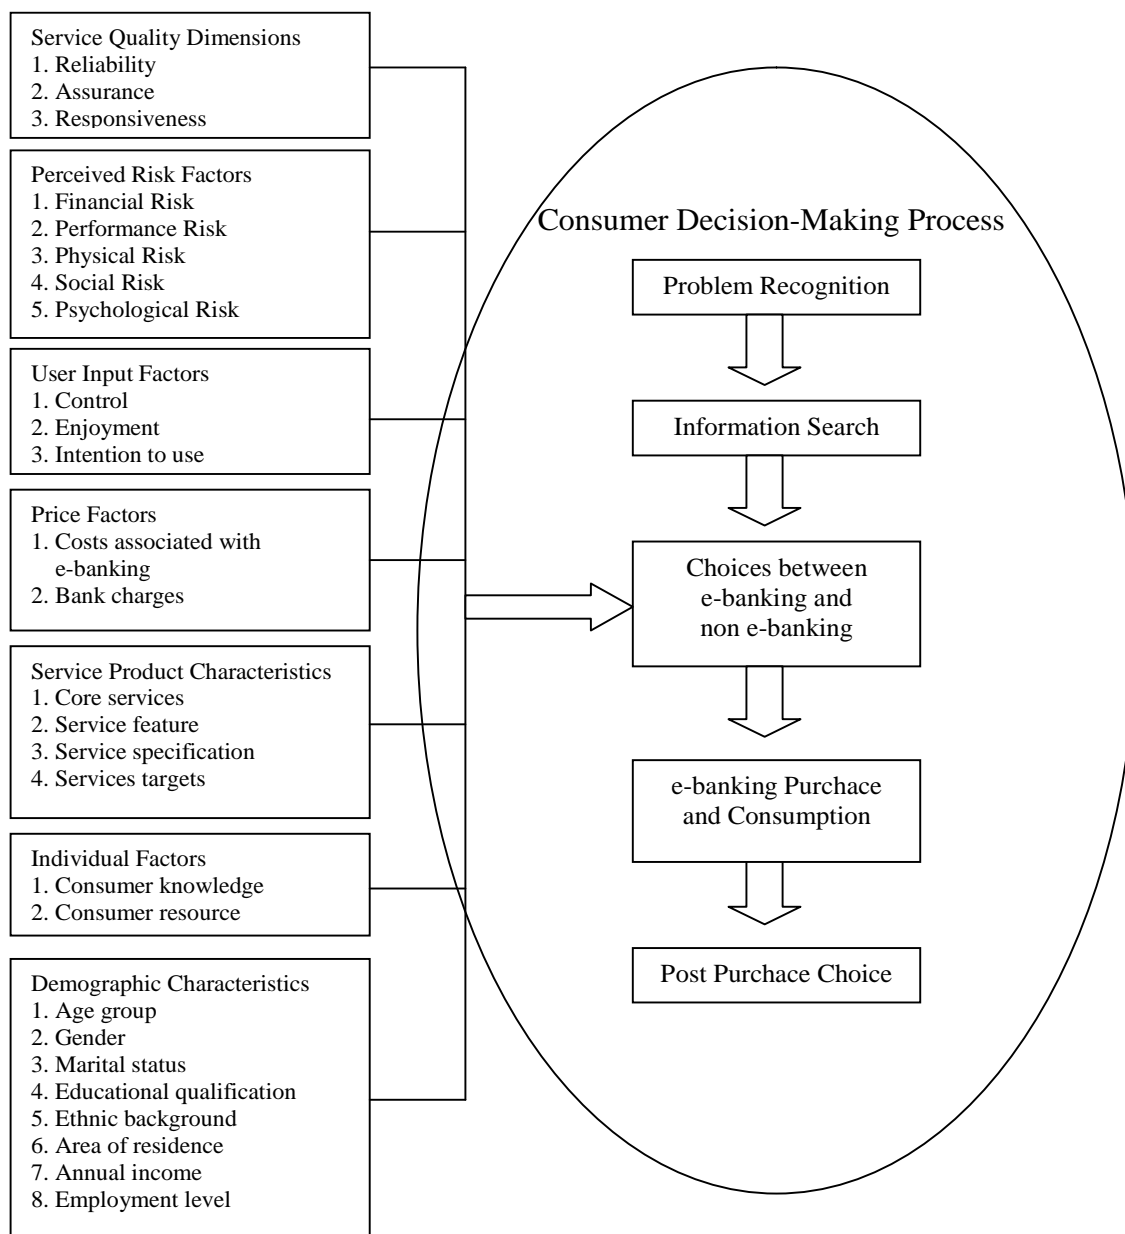 Service Quality Dimensions
1. Reliability
2. Assurance
3. Responsiveness
Perceived Risk Factors
1. Financial Risk
2. Performance Risk
3. Physical Risk
4. Social Risk
5. Psychological Risk
User Input Factors
1. Control
2. Enjoyment
3. Intention to use
Price Factors
1. Costs associated with
e-banking
2. Bank charges
Service Product Characteristics
1. Core services
2. Service feature
3. Service specification
4. Services targets
Individual Factors
1. Consumer knowledge
2. Consumer resource
Demographic Characteristics
1. Age group
2. Gender
3. Marital status
4. Educational qualification
5. Ethnic background
6. Area of residence
7. Annual income
8. Employment level
Consumer Decision-Making Process
Problem Recognition
Information Search
Choices between
e-banking and
non e-banking
e-banking Purchace
and Consumption
Post Purchace Choice